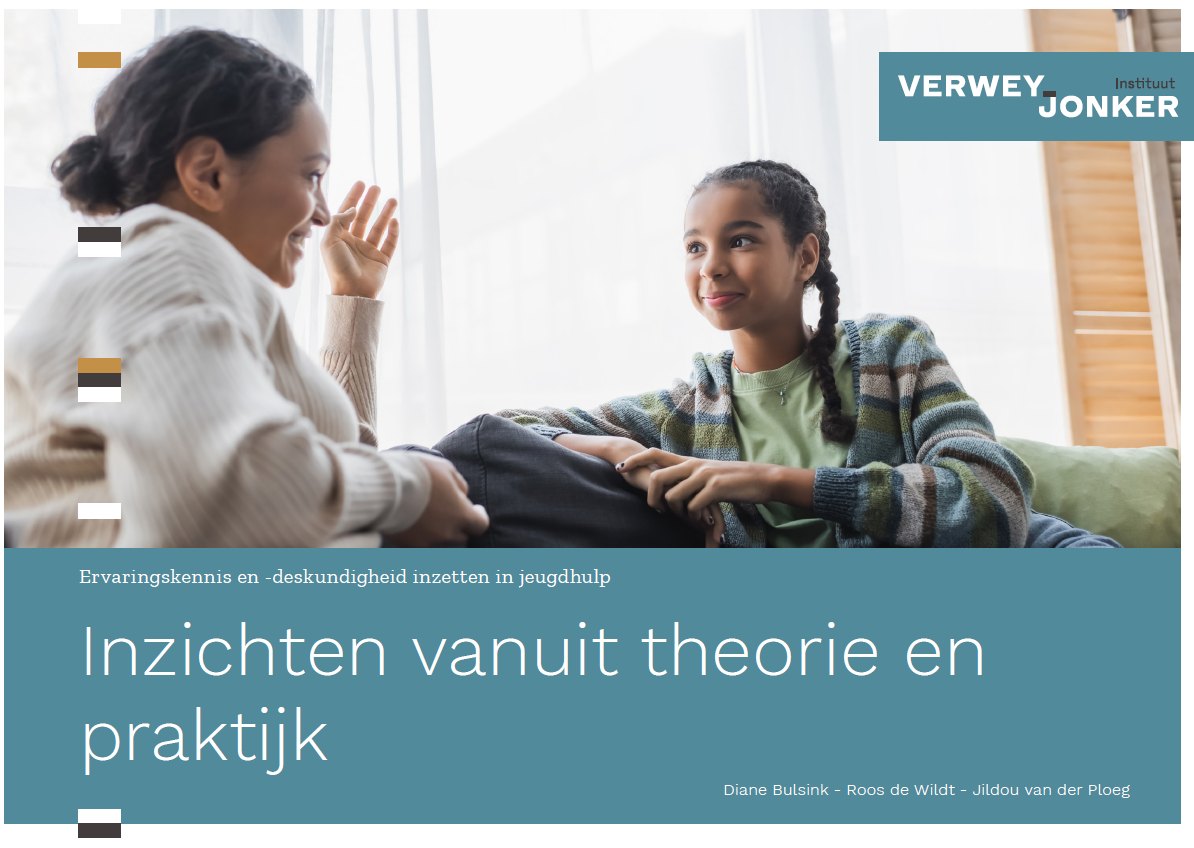 VERWEY_
Instituut
JONKER
Ervaringskennis en -deskundigheid inzetten in jeugdhulp
Inzichten vanuit theorie en
praktijk
Diane Bulsink - Roos de Wildt - Jildou van der Ploeg